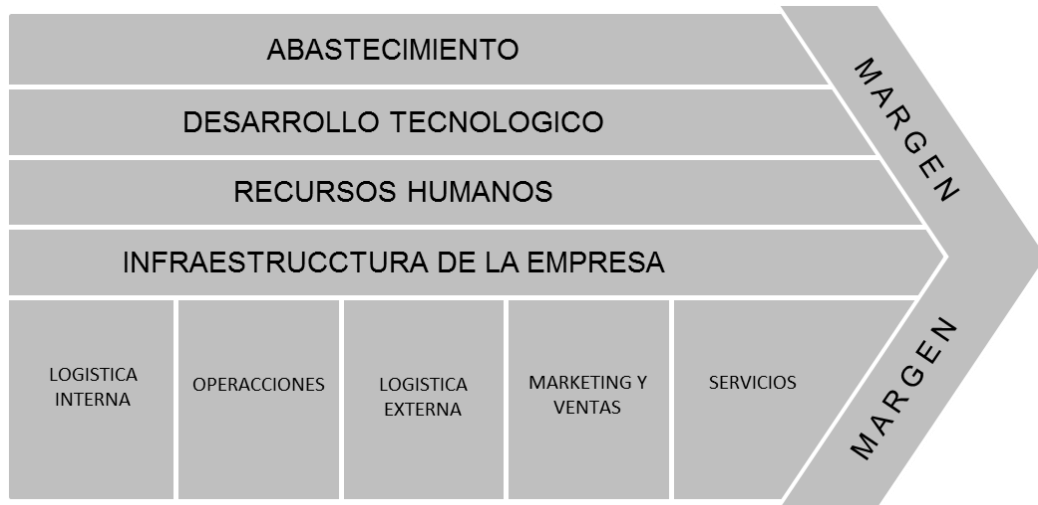 ABASTECIMIENTO
DESARROLLO TECNOLOGICO
RECURSOS HUMANOS
INFRAESTRUCCTURA DE LA EMPRESA
MARGEN
LOGISTICA
INTERNA
OPERACCIONES
LOGISTICA
EXTERNA
MARKETING Y
VENTAS
SERVICIOS
MARGEN